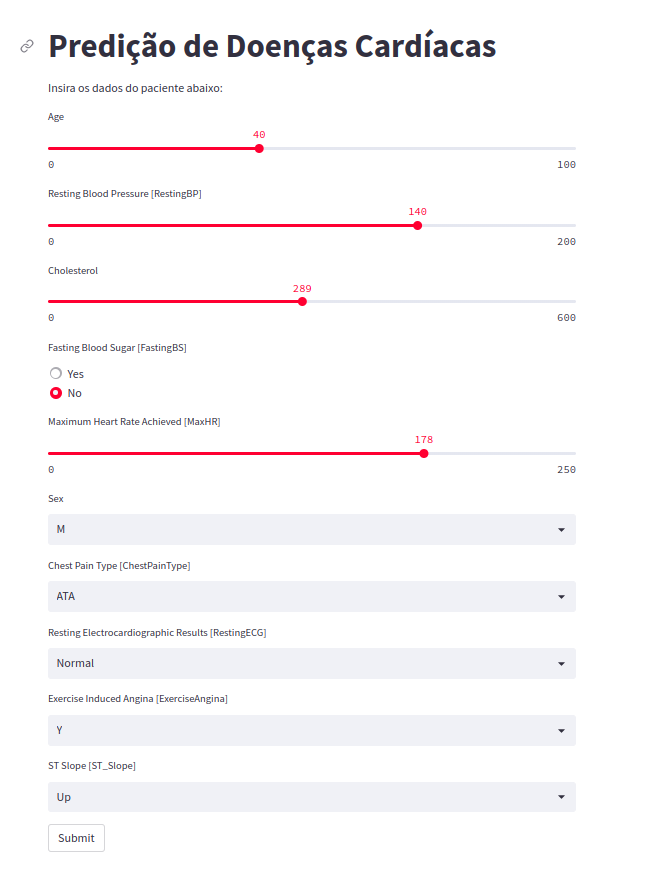 Predição de Doenças Cardíacas
Insira os dados do paciente abaixo:
Age
40
0 100
Resting Blood Pressure [RestingBP]
140
0 200
Cholesterol
289
0 600
Fasting Blood Sugar [FastingBS]
Yes
No
Maximum Heart Rate Achieved [MaxHR]
178
0 250
Sex
M
Chest Pain Type [ChestPainType]
ATA
Resting Electrocardiographic Results [RestingECG]
Normal
Exercise Induced Angina [ExerciseAngina]
Y
ST Slope [ST_Slope]
Up
Submit